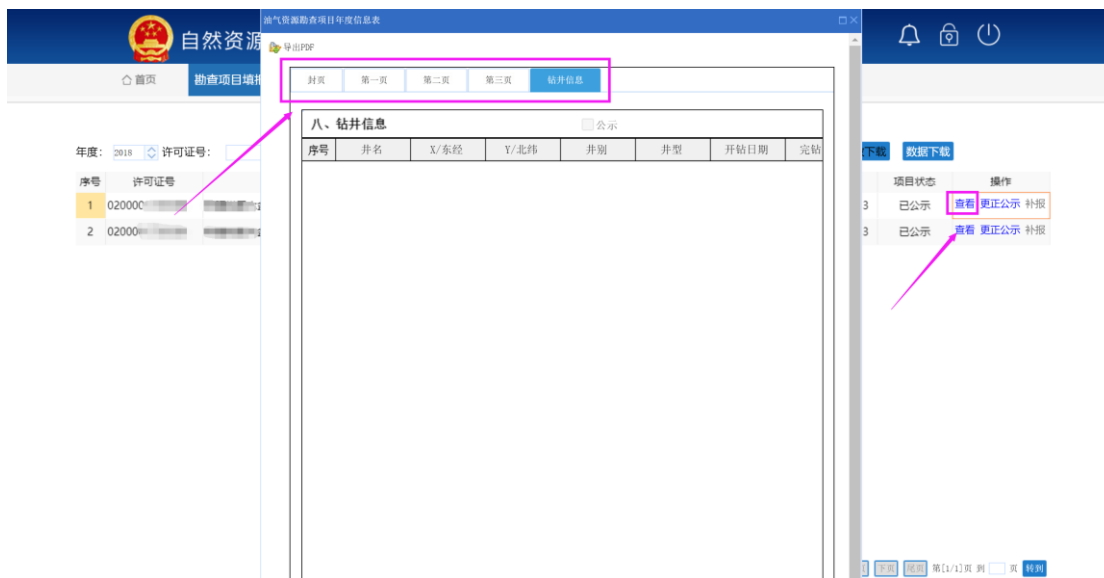 油气资源勘查项目年度信息表
自然资源
导出PDF
首页 勘查项目填报
封页 第一页 第二页 第三页 钻井信息
八、钻井信息 公示
序号 井名 X/东经 Y/北纬 井别 井型 开钻日期 完钻
年度: 2018 许可证号: 下载 数据下载
序号 许可证号 项目状态 操作
1 020000 3 已公示 查看 更正公示 补报
2 02000 3 已公示 查看 更正公示 补报
下页 尾页 第[1/1]页 到 页 转到